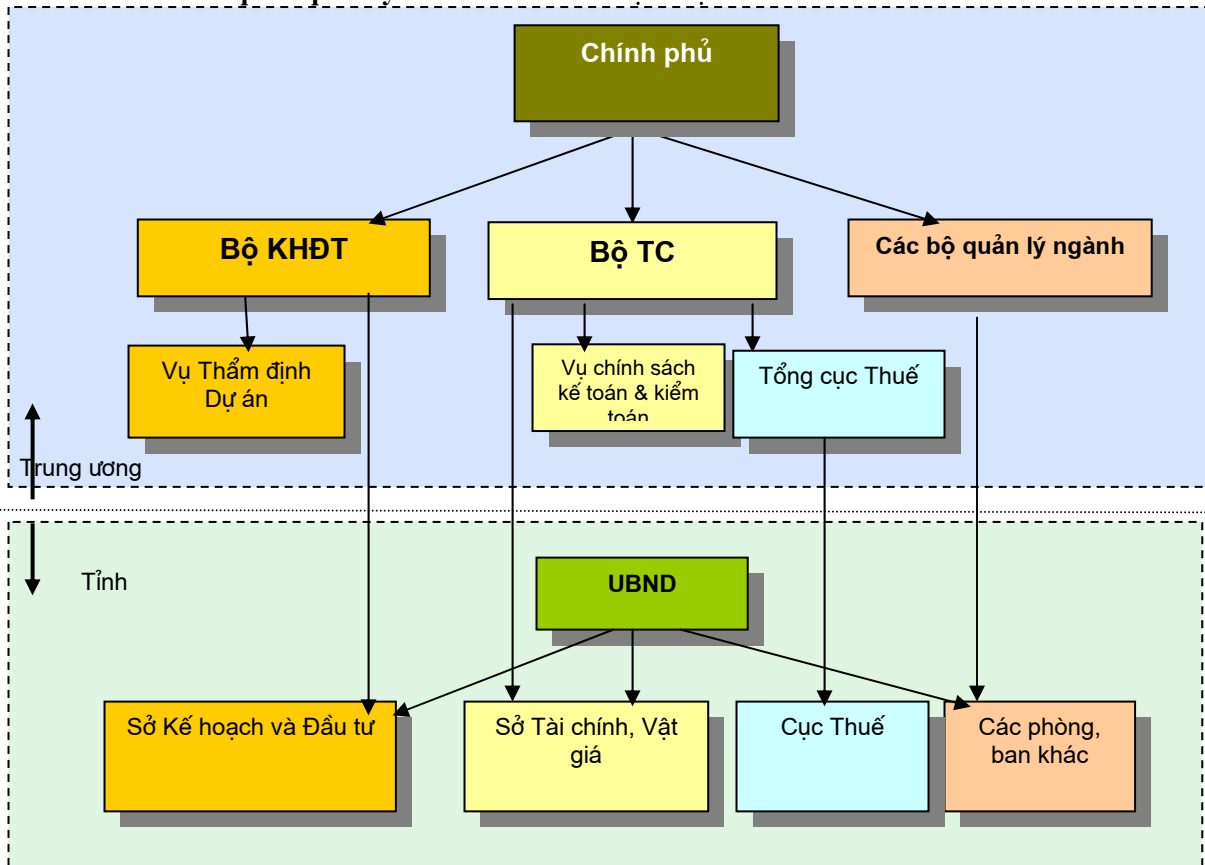 Chính phủ
Bộ KHĐT
Bộ TC
Các bộ quản lý ngành
Vụ Thẩm định
Dự án
Vụ chính sách
kế toán & kiểm
toán
Tổng cục Thuế
Trung ương
Tỉnh
UBND
Sở Kế hoạch và Đầu tư
Sở Tài chính, Vật
giá
Cục Thuế
Các phòng,
ban khác